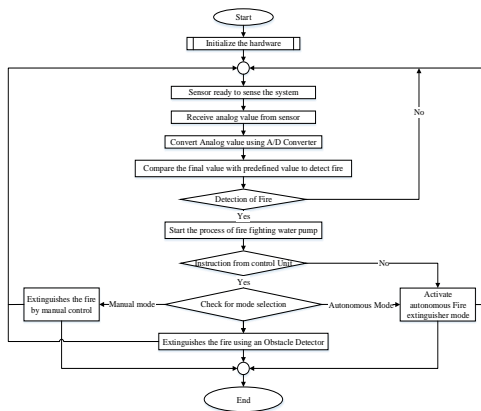 Start
Initialize the hardware
Sensor ready to sense the system
Receive analog value from sensor
Convert Analog value using A/D Converter
Compare the final value with predefined value to detect fire
Detection of Fire
No
Yes
Start the process of fire fighting water pump
Instruction from control Unit
No
Yes
Extinguishes the fire
by manual control
Manual mode
Check for mode selection
Autonomous Mode
Activate
autonomous Fire
extinguisher mode
Extinguishes the fire using an Obstacle Detector
End